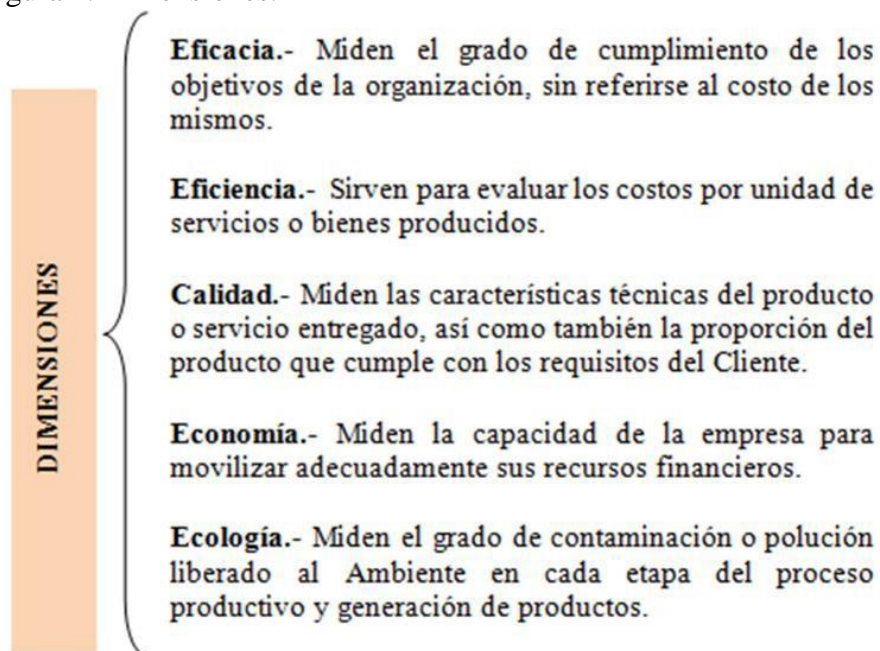 DIMENSIONES
Eficacia.- Miden el grado de cumplimiento de los
objetivos de la organización, sin referirse al costo de los
mismos.
Eficiencia.- Sirven para evaluar los costos por unidad de
servicios o bienes producidos.
Calidad.- Miden las características técnicas del producto
o servicio entregado, así como también la proporción del
producto que cumple con los requisitos del Cliente.
Economía.- Miden la capacidad de la empresa para
movilizar adecuadamente sus recursos financieros.
Ecología.- Miden el grado de contaminación o polución
liberado al Ambiente en cada etapa del proceso
productivo y generación de productos.